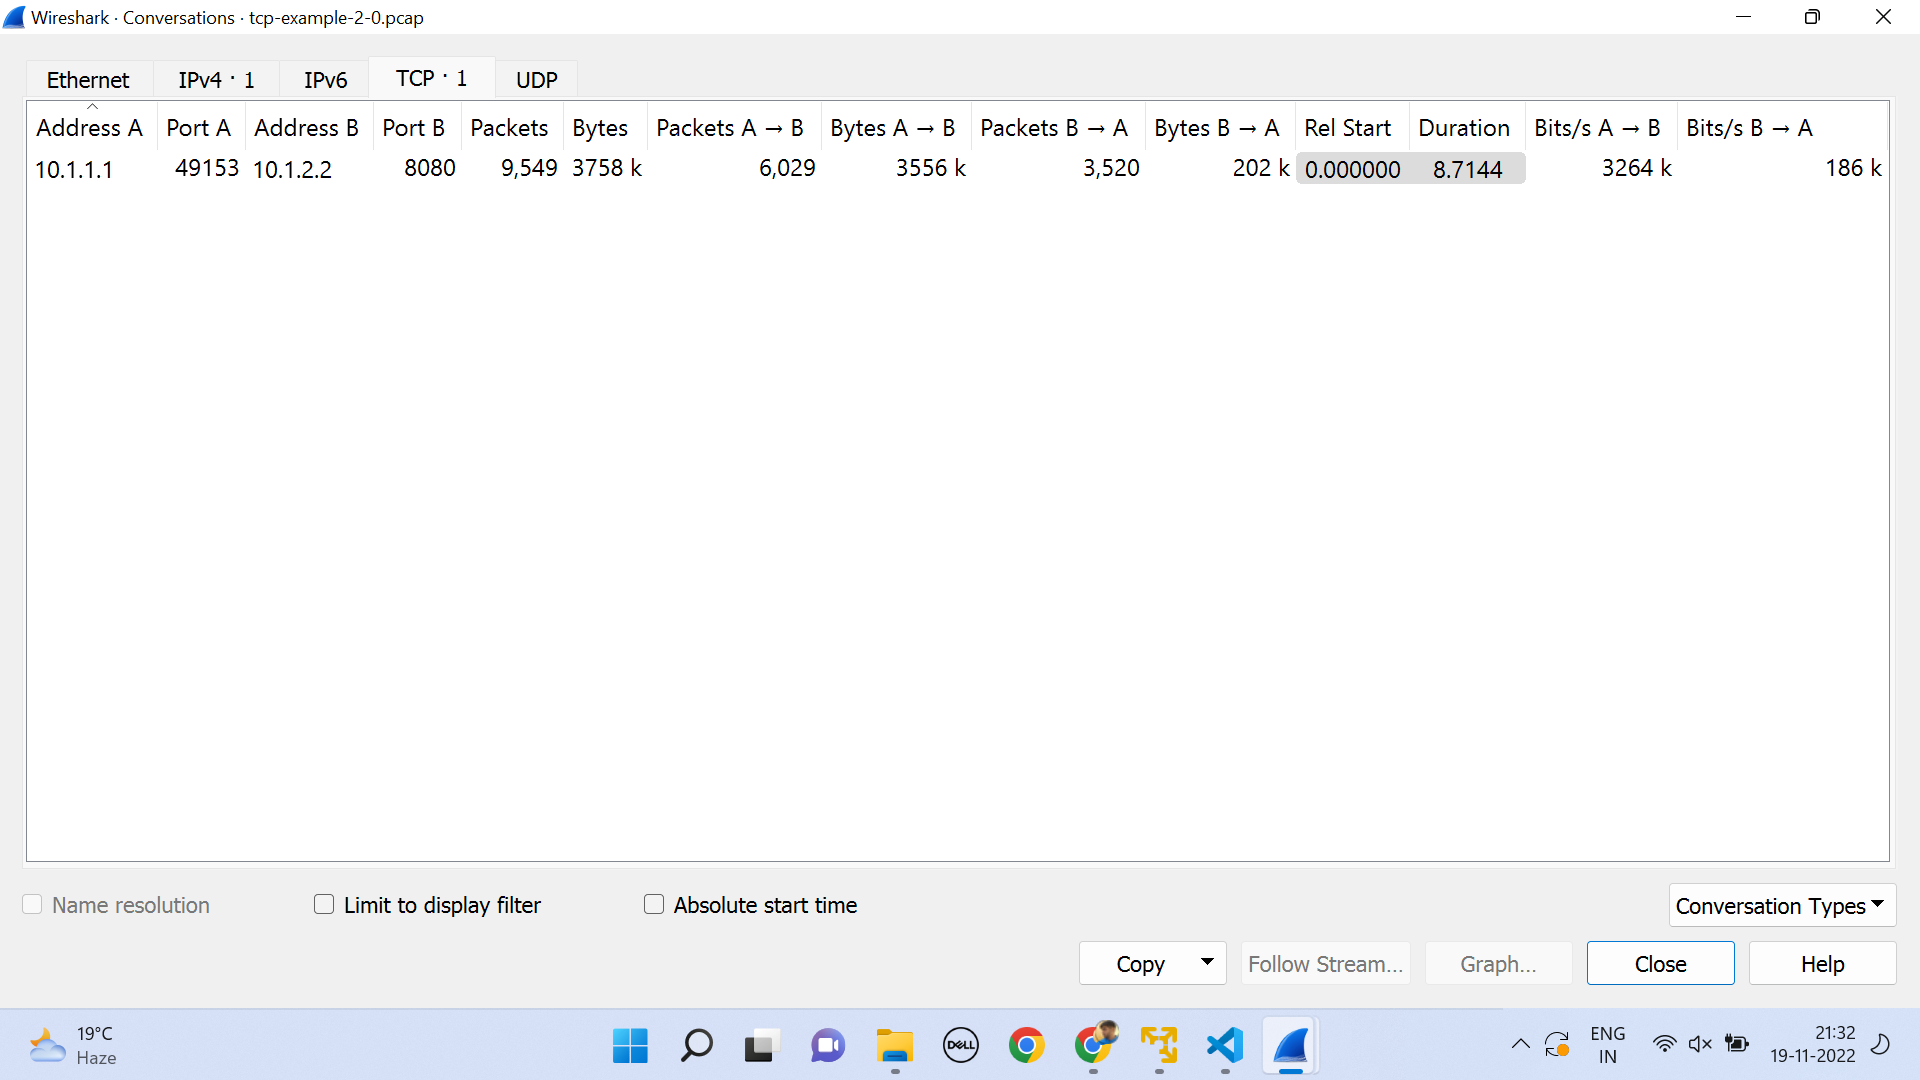 Wireshark · Conversations · tcp-example-2-0.pcap
Ethernet IPv4 · 1 IPv6 TCP · 1 UDP
Address A Port A Address B Port B Packets Bytes Packets A → B Bytes A → B Packets B → A Bytes B → A Rel Start Duration Bits/s A → B Bits/s B → A
10.1.1.1 49153 10.1.2.2 8080 9,549 3758 k 6,029 3556 k 3,520 202 k 0.000000 8.7144 3264 k 186 k
Name resolution Limit to display filter Absolute start time Conversation Types
Copy Follow Stream... Graph... Close Help
19°C
Haze
DELL
ENG
IN
21:32
19-11-2022